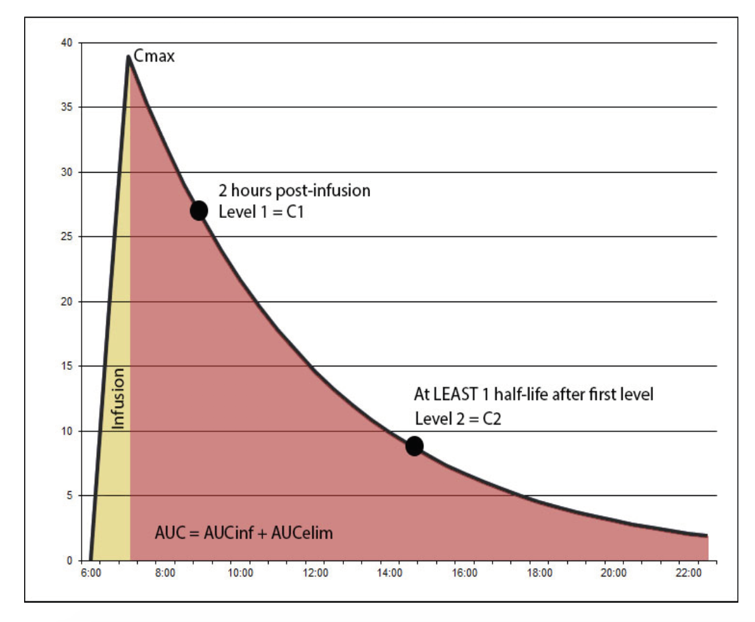 40
Cmax
35
30
2 hours post-infusion
Level 1 = C1
25
20
15
Infusion
At LEAST 1 half-life after first level
Level 2 = C2
10
5
AUC = AUCinf + AUCelim
0
6:00 8:00 10:00 12:00 14:00 16:00 18:00 20:00 22:00